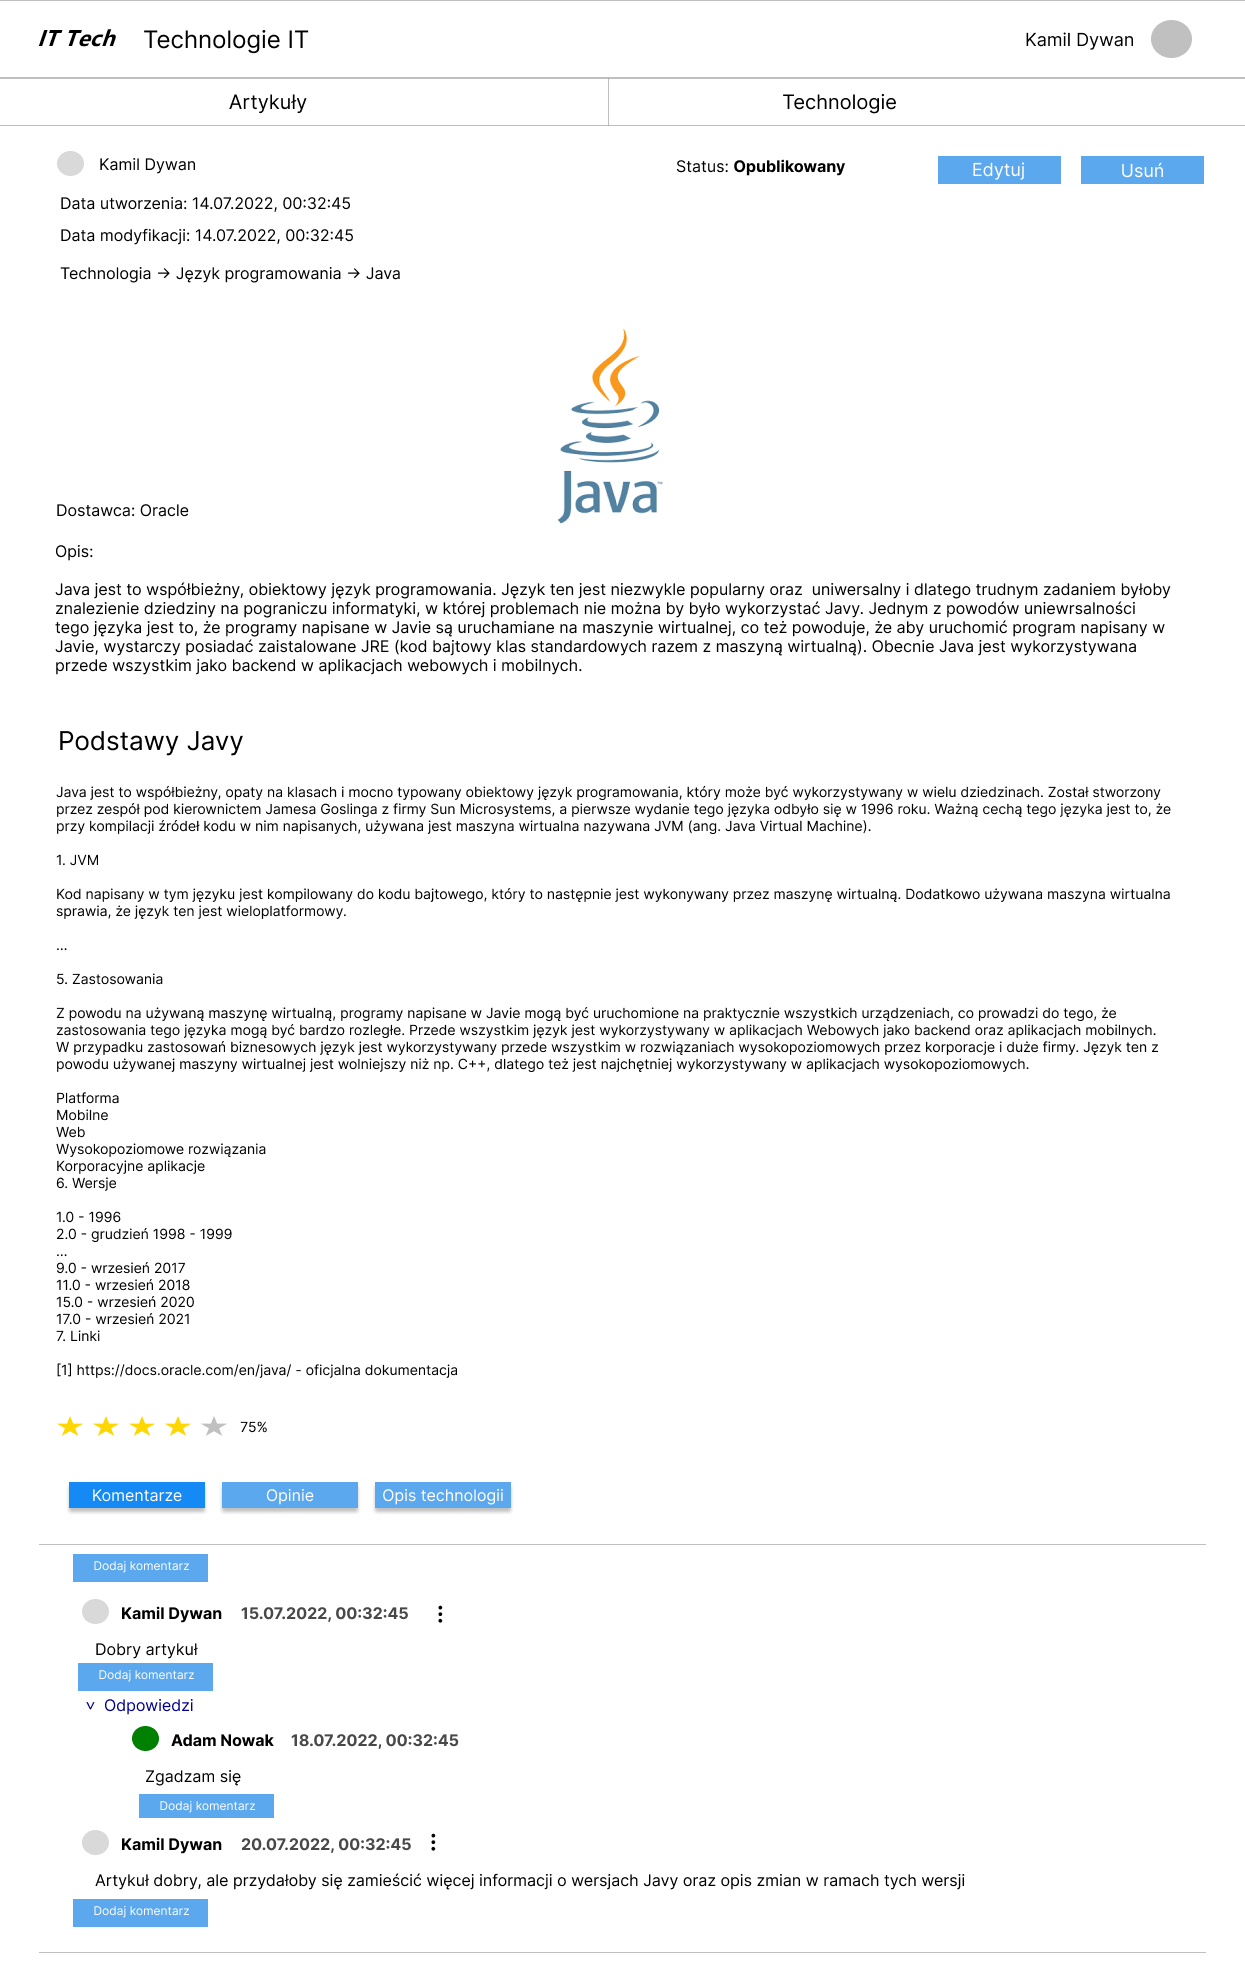 IT Tech
Technologie IT
Kamil Dywan
Artykuły
Technologie
Kamil Dywan
Status: Opublikowany
Edytuj
Usuń
Data utworzenia: 14.07.2022, 00:32:45
Data modyfikacji: 14.07.2022, 00:32:45
Technologia → Język programowania → Java
Java™
Dostawca: Oracle
Opis:
Java jest to współbieżny, obiektowy język programowania. Język ten jest niezwykle popularny oraz  uniwersalny i dlatego trudnym zadaniem byłoby
znalezienie dziedziny na pograniczu informatyki, w której problemach nie można by było wykorzystać Javy. Jednym z powodów uniewrsalności
tego języka jest to, że programy napisane w Javie są uruchamiane na maszynie wirtualnej, co też powoduje, że aby uruchomić program napisany w
Javie, wystarczy posiadać zaistalowane JRE (kod bajtowy klas standardowych razem z maszyną wirtualną). Obecnie Java jest wykorzystywana
przede wszystkim jako backend w aplikacjach webowych i mobilnych.
Podstawy Javy
Java jest to współbieżny, opaty na klasach i mocno typowany obiektowy język programowania, który może być wykorzystywany w wielu dziedzinach. Został stworzony
przez zespół pod kierownictem Jamesa Goslinga z firmy Sun Microsystems, a pierwsze wydanie tego języka odbyło się w 1996 roku. Ważną cechą tego języka jest to, że
przy kompilacji źródeł kodu w nim napisanych, używana jest maszyna wirtualna nazywana JVM (ang. Java Virtual Machine).
1. JVM
Kod napisany w tym języku jest kompilowany do kodu bajtowego, który to następnie jest wykonywany przez maszynę wirtualną. Dodatkowo używana maszyna wirtualna
sprawia, że język ten jest wieloplatformowy.
...
5. Zastosowania
Z powodu na używaną maszynę wirtualną, programy napisane w Javie mogą być uruchomione na praktycznie wszystkich urządzeniach, co prowadzi do tego, że
zastosowania tego języka mogą być bardzo rozległe. Przede wszystkim język jest wykorzystywany w aplikacjach Webowych jako backend oraz aplikacjach mobilnych.
W przypadku zastosowań biznesowych język jest wykorzystywany przede wszystkim w rozwiązaniach wysokopoziomowych przez korporacje i duże firmy. Język ten z
powodu używanej maszyny wirtualnej jest wolniejszy niż np. C++, dlatego też jest najchętniej wykorzystywany w aplikacjach wysokopoziomowych.
Platforma
Mobilne
Web
Wysokopoziomowe rozwiązania
Korporacyjne aplikacje
6. Wersje
1.0 - 1996
2.0 - grudzień 1998 - 1999
...
9.0 - wrzesień 2017
11.0 - wrzesień 2018
15.0 - wrzesień 2020
17.0 - wrzesień 2021
7. Linki
[1] https://docs.oracle.com/en/java/ - oficjalna dokumentacja
75%
Komentarze
Opinie
Opis technologii
Dodaj komentarz
Kamil Dywan 15.07.2022, 00:32:45
Dobry artykuł
Dodaj komentarz
Odpowiedzi
Adam Nowak 18.07.2022, 00:32:45
Zgadzam się
Dodaj komentarz
Kamil Dywan 20.07.2022, 00:32:45
Artykuł dobry, ale przydałoby się zamieścić więcej informacji o wersjach Javy oraz opis zmian w ramach tych wersji
Dodaj komentarz